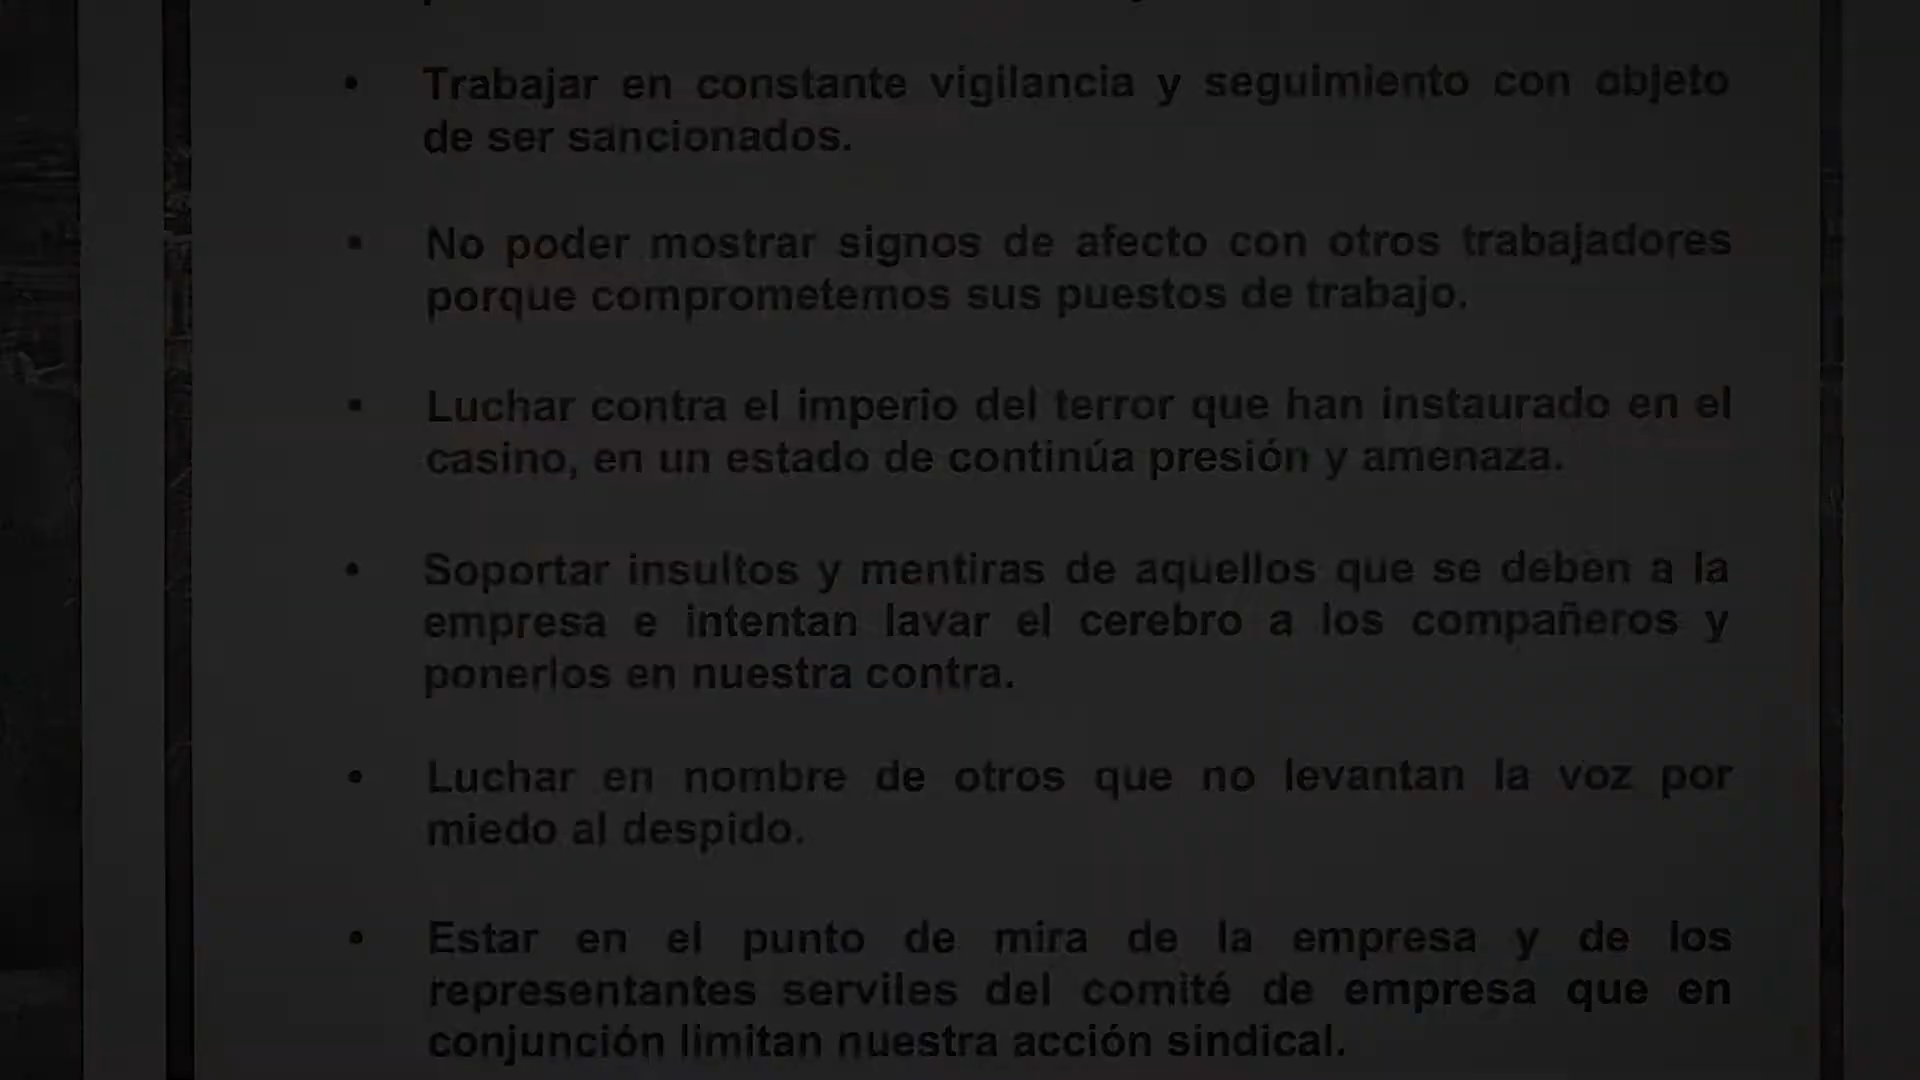 • Trabajar en constante vigilancia y seguimiento con objeto
de ser sancionados.
• No poder mostrar signos de afecto con otros trabajadores
porque comprometemos sus puestos de trabajo.
• Luchar contra el imperio del terror que han instaurado en el
casino, en un estado de continúa presión y amenaza.
• Soportar insultos y mentiras de aquellos que se deben a la
empresa e intentan lavar el cerebro a los compañeros y
ponerlos en nuestra contra.
• Luchar en nombre de otros que no levantan la voz por
miedo al despido.
• Estar en el punto de mira de la empresa y de los
representantes serviles del comité de empresa que en
conjunción limitan nuestra acción sindical.